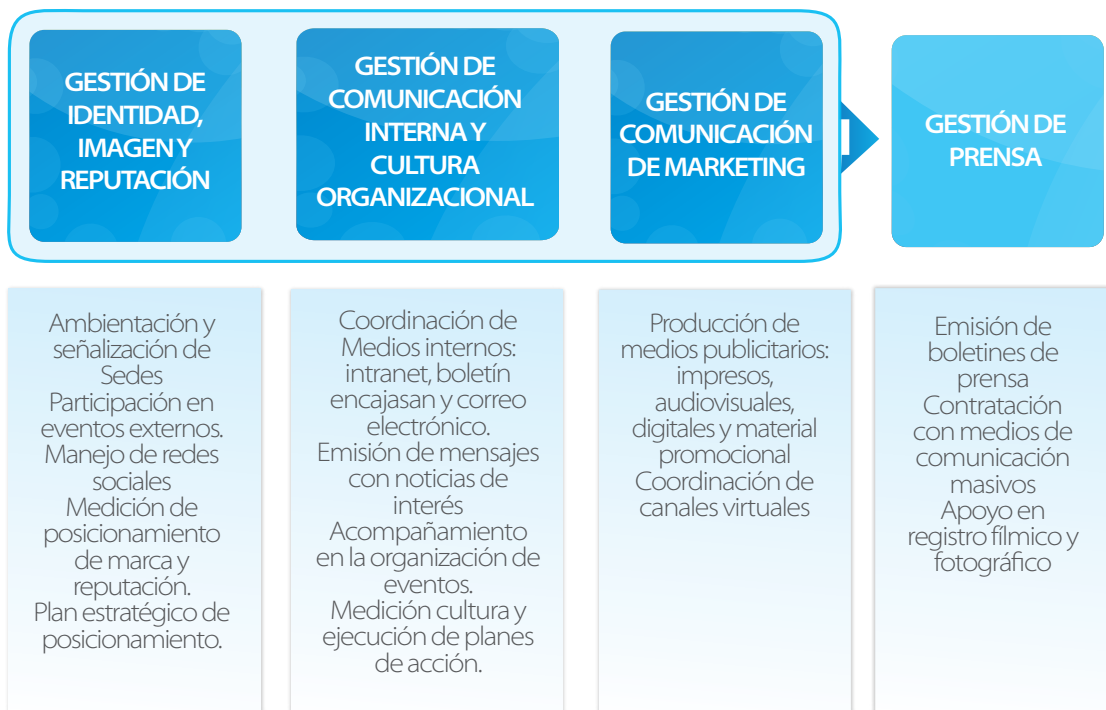 GESTIÓN DE
IDENTIDAD,
IMAGEN Y
REPUTACIÓN
GESTIÓN DE
COMUNICACIÓN
INTERNA Y
CULTURA
ORGANIZACIONAL
GESTIÓN DE
COMUNICACIÓN
DE MARKETING
GESTIÓN DE
PRENSA
Ambientación y
señalización de
Sedes
Participación en
eventos externos.
Manejo de redes
sociales
Medición de
posicionamiento
de marca y
reputación.
Plan estratégico de
posicionamiento.
Coordinación de
Medios internos:
intranet, boletín
encajasan y correo
electrónico.
Emisión de mensajes
con noticias de
interés
Acompañamiento
en la organización de
eventos.
Medición cultura y
ejecución de planes
de acción.
Producción de
medios publicitarios:
impresos,
audiovisuales,
digitales y material
promocional
Coordinación de
canales virtuales
Emisión de
boletines de
prensa
Contratación
con medios de
comunicación
masivos
Apoyo en
registro fílmico y
fotográfico